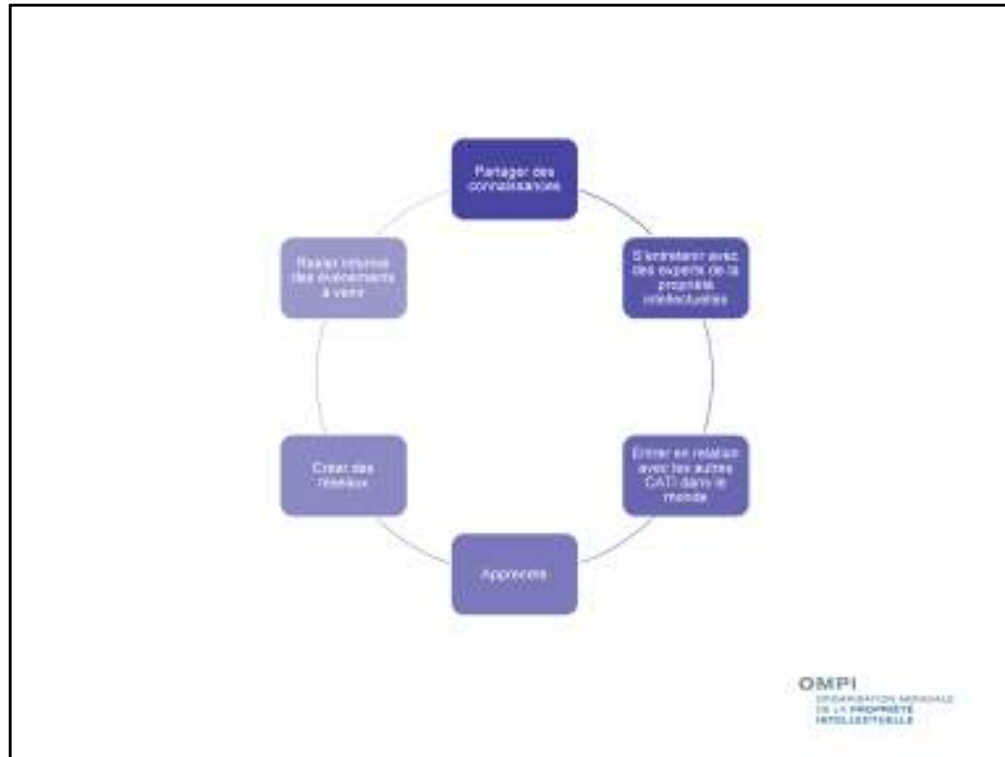 Partager des
connaissances
S'entretenir avec
des experts de la
propriété
intellectuelles
Entrer en relation
avec les autres
CATI dans le
monde
Apprendre
Créer des
réseaux
Rester informé
des événements
à venir
OMPI
ORGANISATION MONDIALE
DE LA PROPRIÉTÉ
INTELLECTUELLE